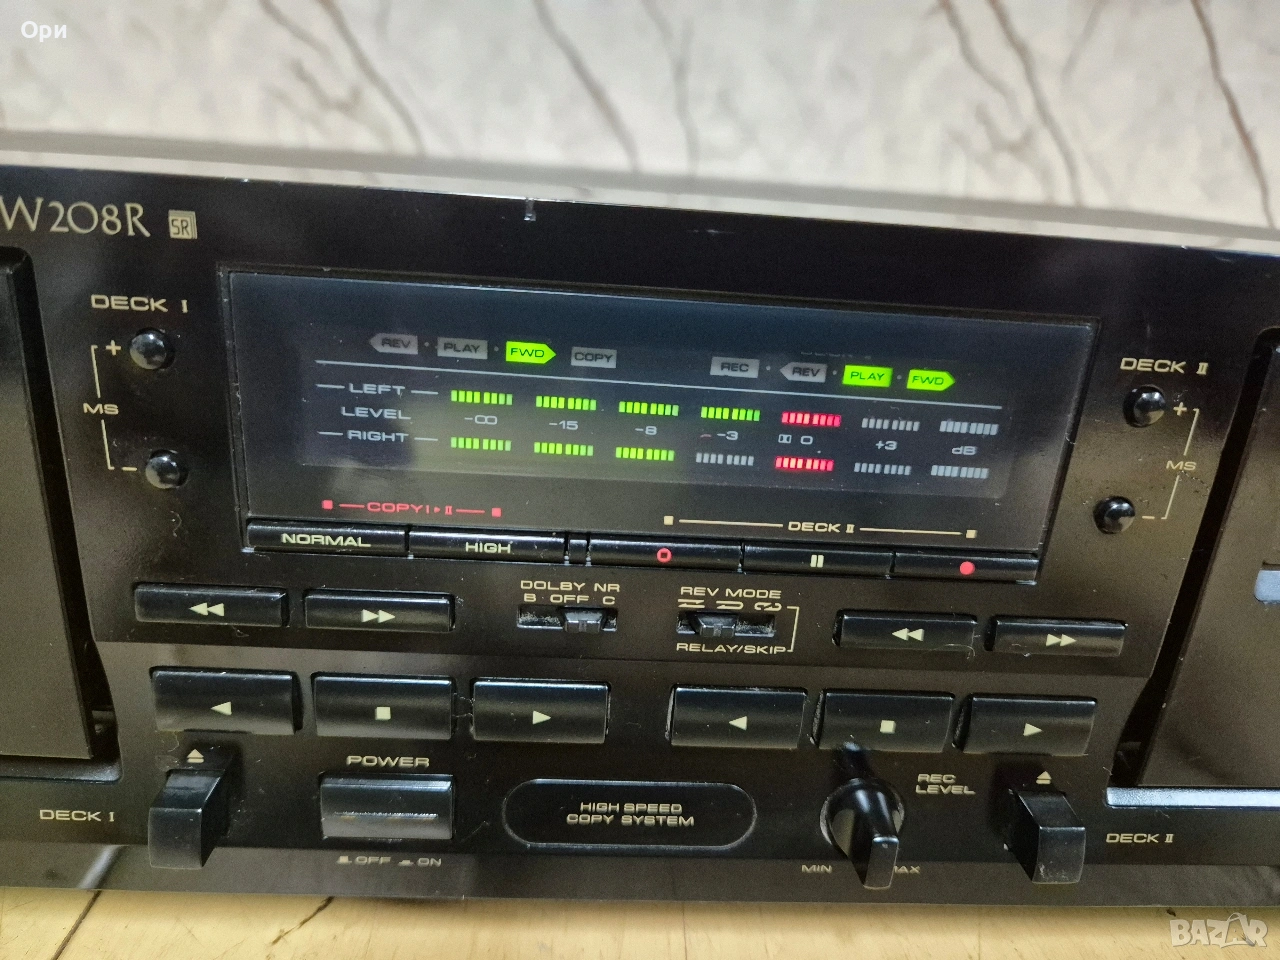 Ори
W208R SR
DECK I
+
MS
−
REV PLAY FWD COPY
REC REV PLAY FWD
LEFT
LEVEL
RIGHT
-∞ -15 -8 -3 0 +3 dB
DECK II
+
MS
−
COPY I ▸ II
DECK II
NORMAL HIGH
DOLBY NR
B · OFF C
REV MODE
RELAY/SKIP
POWER
OFF ON
DECK I
HIGH SPEED
COPY SYSTEM
REC
LEVEL
MIN AX
DECK II
BAZAR